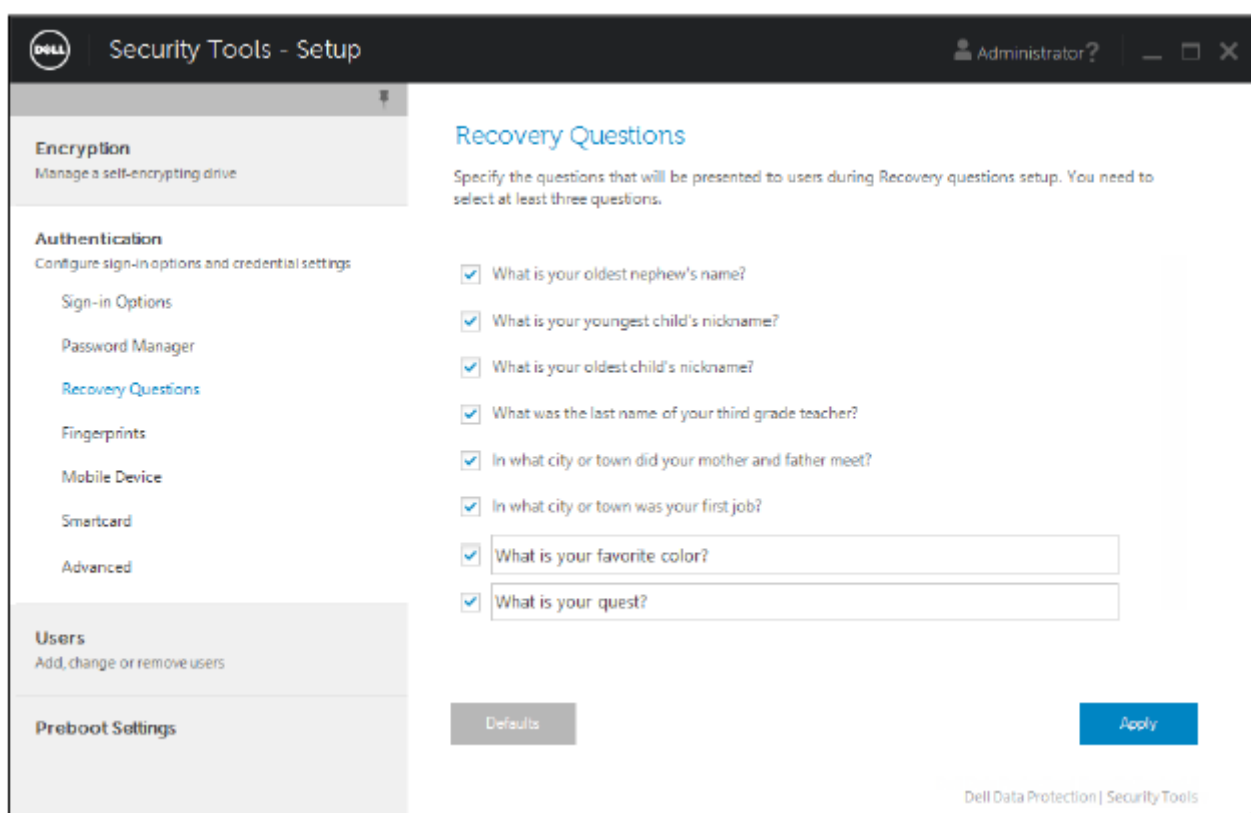 DELL Security Tools - Setup Administrator ?
Encryption
Manage a self-encrypting drive
Authentication
Configure sign-in options and credential settings
Sign-in Options
Password Manager
Recovery Questions
Fingerprints
Mobile Device
Smartcard
Advanced
Users
Add, change or remove users
Preboot Settings
Recovery Questions
Specify the questions that will be presented to users during Recovery questions setup. You need to
select at least three questions.
What is your oldest nephew's name?
What is your youngest child's nickname?
What is your oldest child's nickname?
What was the last name of your third grade teacher?
In what city or town did your mother and father meet?
In what city or town was your first job?
What is your favorite color?
What is your quest?
Defaults
Apply
Dell Data Protection | Security Tools